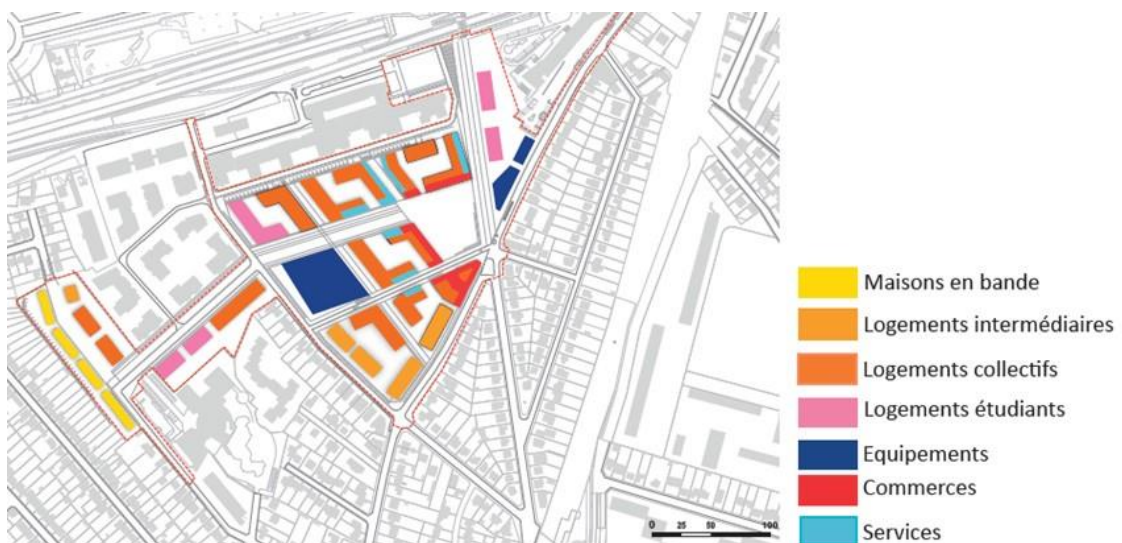 Maisons en bande
Logements intermédiaires
Logements collectifs
Logements étudiants
Equipements
Commerces
Services
0 25 50 100